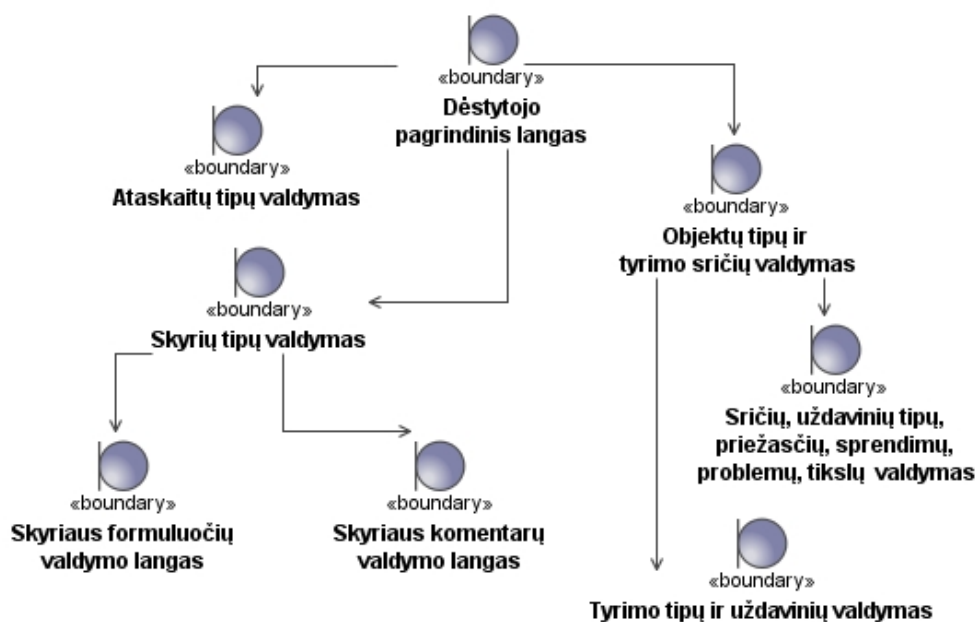 «boundary»
Dėstytojo
pagrindinis langas
«boundary»
Ataskaitų tipų valdymas
«boundary»
Objektų tipų ir
tyrimo sričių valdymas
«boundary»
Skyrių tipų valdymas
«boundary»
Sričių, uždavinių tipų,
priežasčių, sprendimų,
problemų, tikslų valdymas
«boundary»
Skyriaus formuluočių
valdymo langas
«boundary»
Skyriaus komentarų
valdymo langas
«boundary»
Tyrimo tipų ir uždavinių valdymas